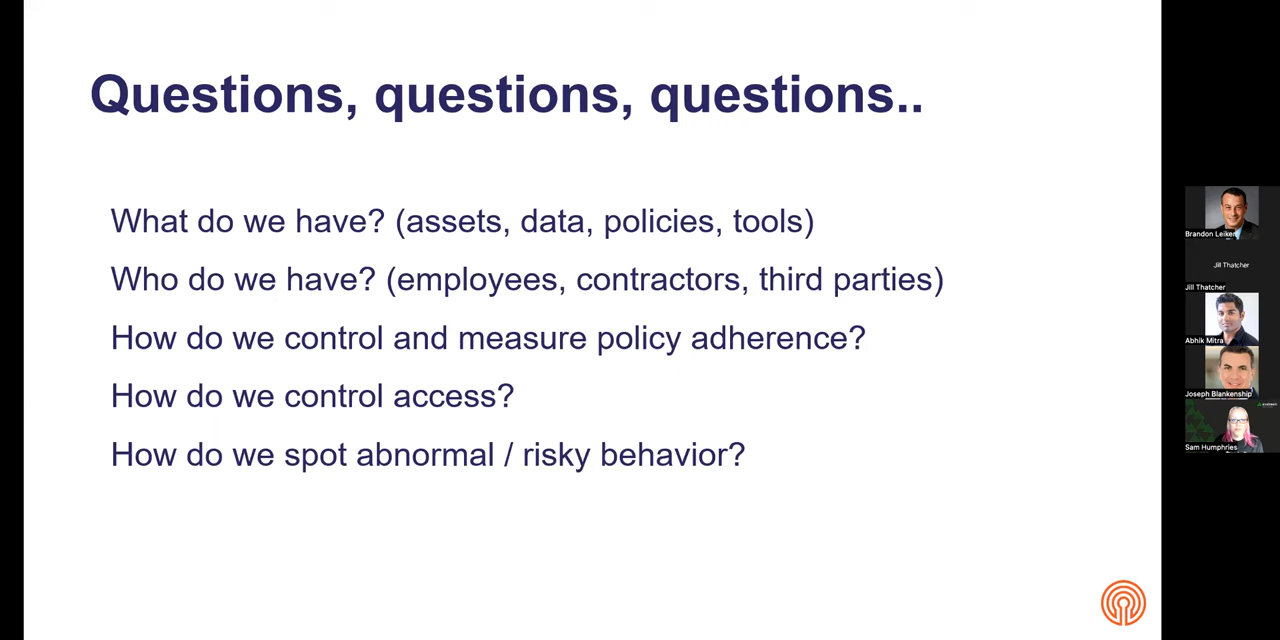 Questions, questions, questions..
What do we have? (assets, data, policies, tools)
Who do we have? (employees, contractors, third parties)
How do we control and measure policy adherence?
How do we control access?
How do we spot abnormal / risky behavior?
Brandon Leiker
Jill Thatcher
Jill Thatcher
Abhik Mitra
Joseph Blankenship
Sam Humphries